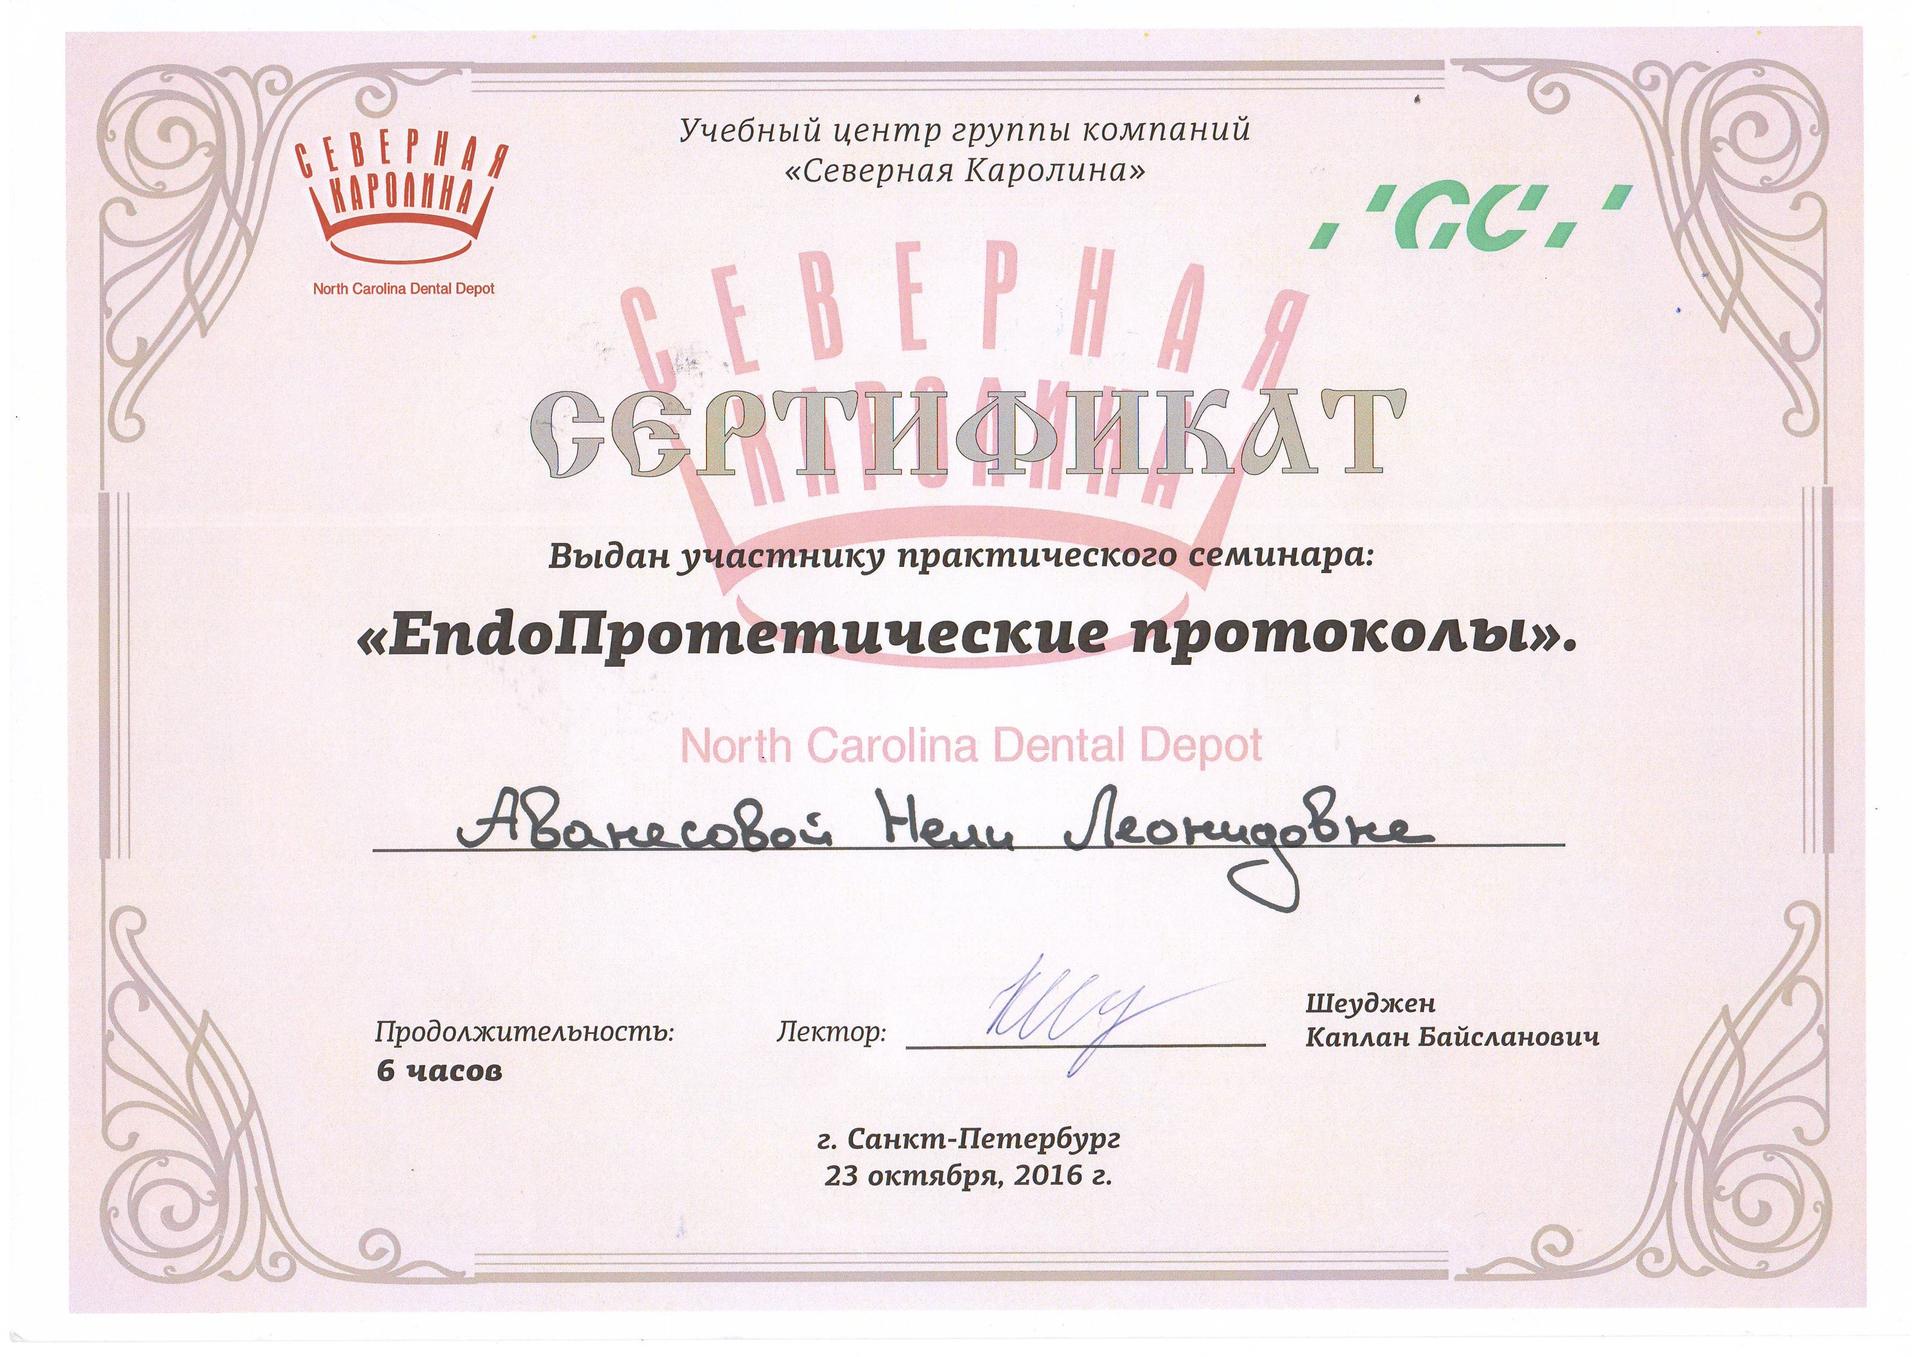 СЕВЕРНАЯ
КАРОЛИНА
North Carolina Dental Depot
Учебный центр группы компаний
«Северная Каролина»
GC
СЕВЕРНАЯ
КАРОЛИНА
СЕРТИФИКАТ
Выдан участнику практического семинара:
«EndoПротетические протоколы».
North Carolina Dental Depot
Аванесовой Нели Леонидовне
Продолжительность:
6 часов
Лектор:
Шеуджен
Каплан Байсланович
г. Санкт-Петербург
23 октября, 2016 г.